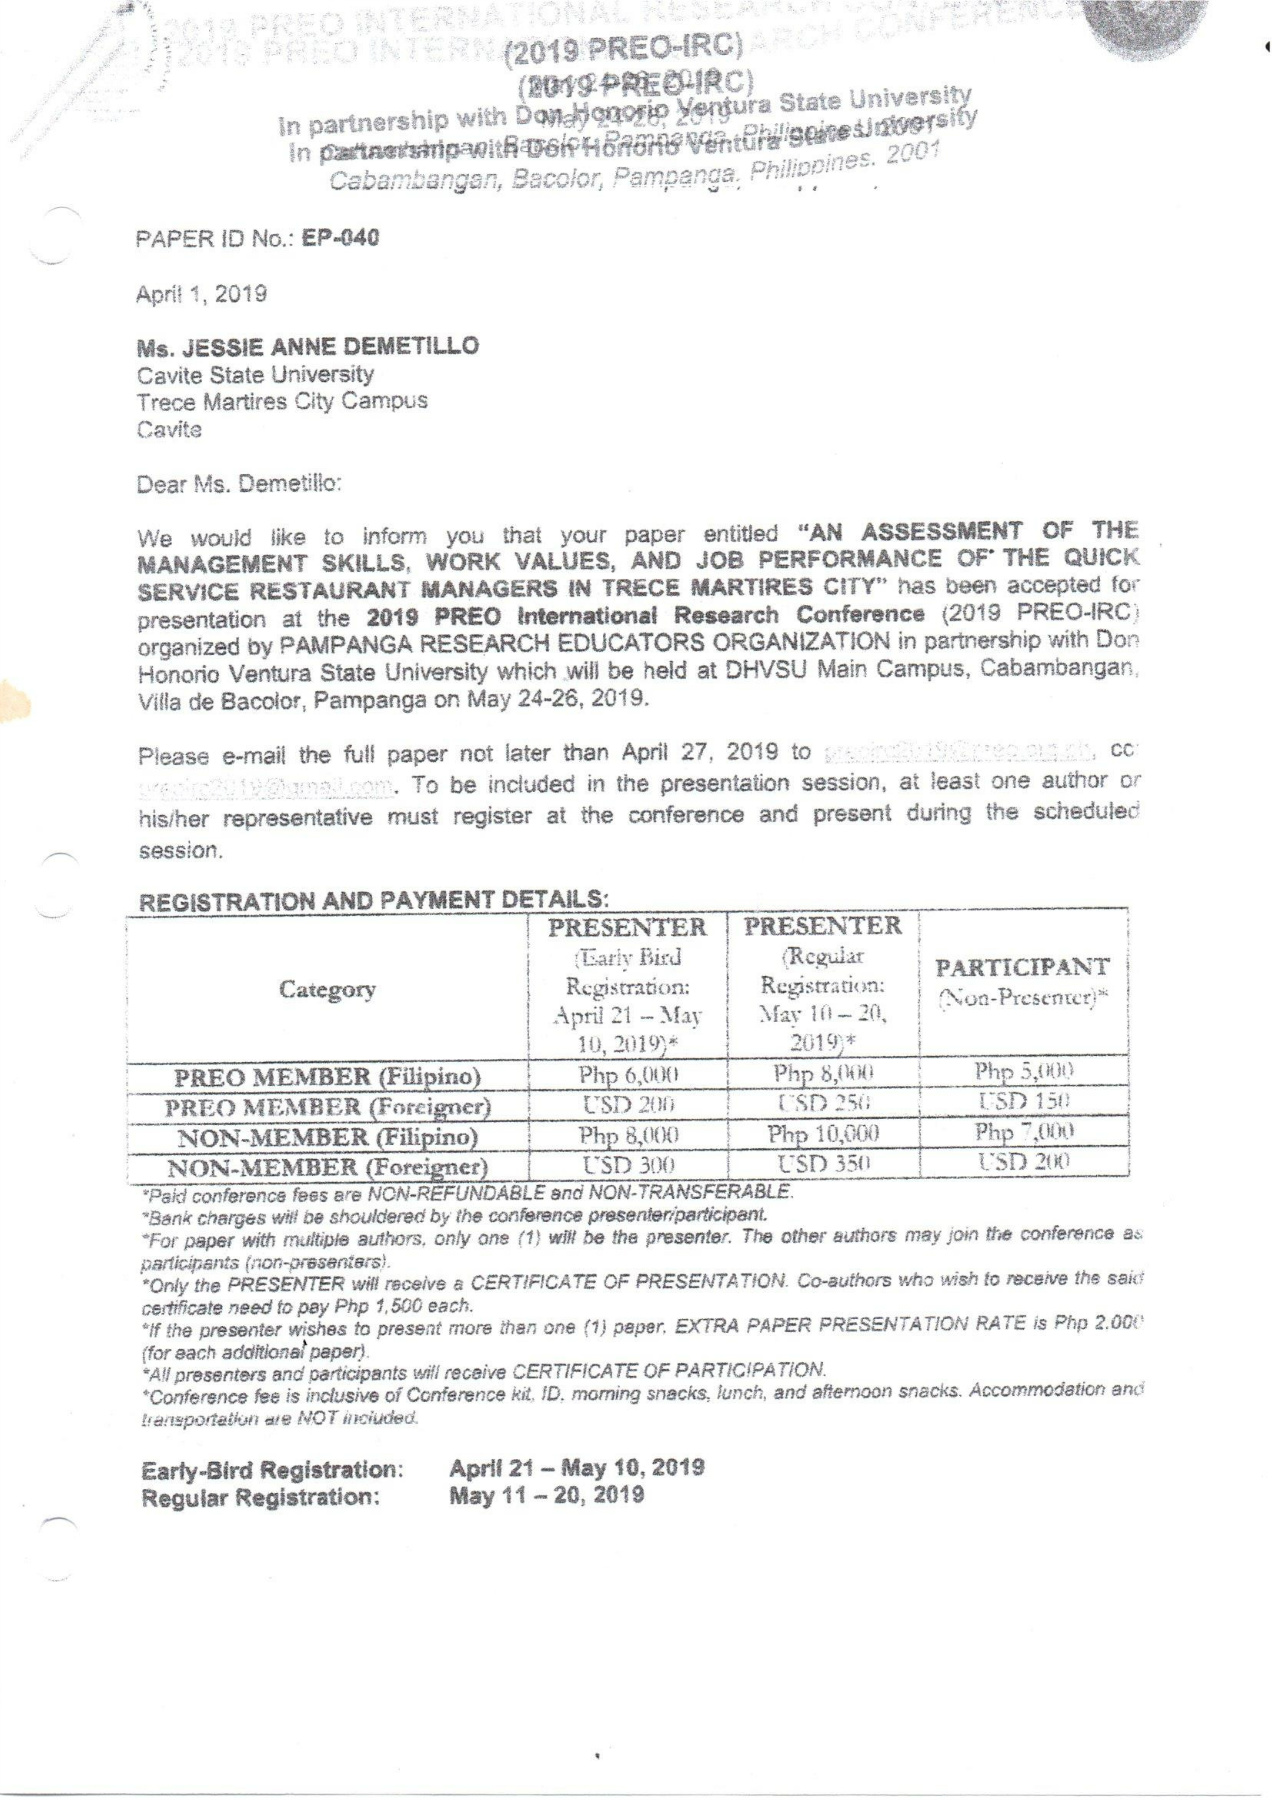 2019 PREO INTERNATIONAL RESEARCH
2019 PREO INTERNATIONAL RESEARCH CONFERENCE
(2019 PREO-IRC)
(2019 PREO-IRC)
May 24-26, 2019
In partnership with Don Honorio Ventura State University
May 24-26, 2019
In partnership with Don Honorio Ventura State University
Cabambangan, Bacolor, Pampanga, Philippines. 2001
PAPER ID No.: EP-040
April 1, 2019
Ms. JESSIE ANNE DEMETILLO
Cavite State University
Trece Martires City Campus
Cavite
Dear Ms. Demetillo:
We would like to inform you that your paper entitled “AN ASSESSMENT OF THE
MANAGEMENT SKILLS, WORK VALUES, AND JOB PERFORMANCE OF THE QUICK
SERVICE RESTAURANT MANAGERS IN TRECE MARTIRES CITY” has been accepted for
presentation at the 2019 PREO International Research Conference (2019 PREO-IRC)
organized by PAMPANGA RESEARCH EDUCATORS ORGANIZATION in partnership with Don
Honorio Ventura State University which will be held at DHVSU Main Campus, Cabambangan,
Villa de Bacolor, Pampanga on May 24-26, 2019.
Please e-mail the full paper not later than April 27, 2019 to preoirc2019@preo.org.ph, cc:
preoirc2019@gmail.com. To be included in the presentation session, at least one author or
his/her representative must register at the conference and present during the scheduled
session.
REGISTRATION AND PAYMENT DETAILS:
Category PRESENTER (Early Bird Registration: April 21 – May 10, 2019)* PRESENTER (Regular Registration: May 10 – 20, 2019)* PARTICIPANT (Non-Presenter)*
PREO MEMBER (Filipino) Php 6,000 Php 8,000 Php 5,000
PREO MEMBER (Foreigner) USD 200 USD 250 USD 150
NON-MEMBER (Filipino) Php 8,000 Php 10,000 Php 7,000
NON-MEMBER (Foreigner) USD 300 USD 350 USD 200
*Paid conference fees are NON-REFUNDABLE and NON-TRANSFERABLE.
*Bank charges will be shouldered by the conference presenter/participant.
*For paper with multiple authors, only one (1) will be the presenter. The other authors may join the conference as
participants (non-presenters).
*Only the PRESENTER will receive a CERTIFICATE OF PRESENTATION. Co-authors who wish to receive the said
certificate need to pay Php 1,500 each.
*If the presenter wishes to present more than one (1) paper, EXTRA PAPER PRESENTATION RATE is Php 2,000
(for each additional paper).
*All presenters and participants will receive CERTIFICATE OF PARTICIPATION.
*Conference fee is inclusive of Conference kit, ID, morning snacks, lunch, and afternoon snacks. Accommodation and
transportation are NOT included.
Early-Bird Registration: April 21 – May 10, 2019
Regular Registration: May 11 – 20, 2019